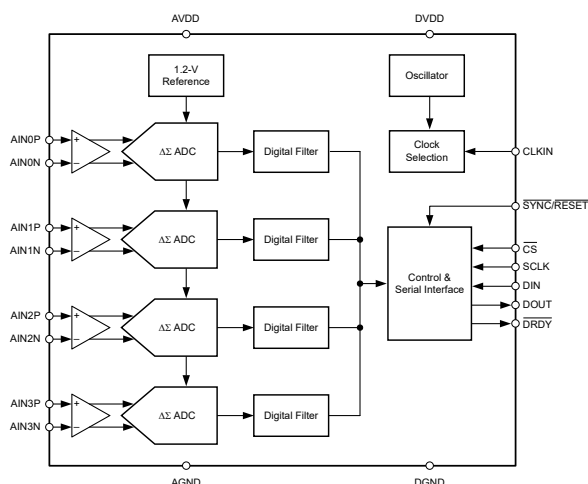 AVDD
DVDD
1.2-V
Reference
Oscillator
AIN0P
+
AIN0N
–
ΔΣ ADC
Digital Filter
Clock
Selection
CLKIN
SYNC/RESET
AIN1P
+
AIN1N
–
ΔΣ ADC
Digital Filter
Control &
Serial Interface
CS
SCLK
DIN
DOUT
DRDY
AIN2P
+
AIN2N
–
ΔΣ ADC
Digital Filter
AIN3P
+
AIN3N
–
ΔΣ ADC
Digital Filter
AGND
DGND